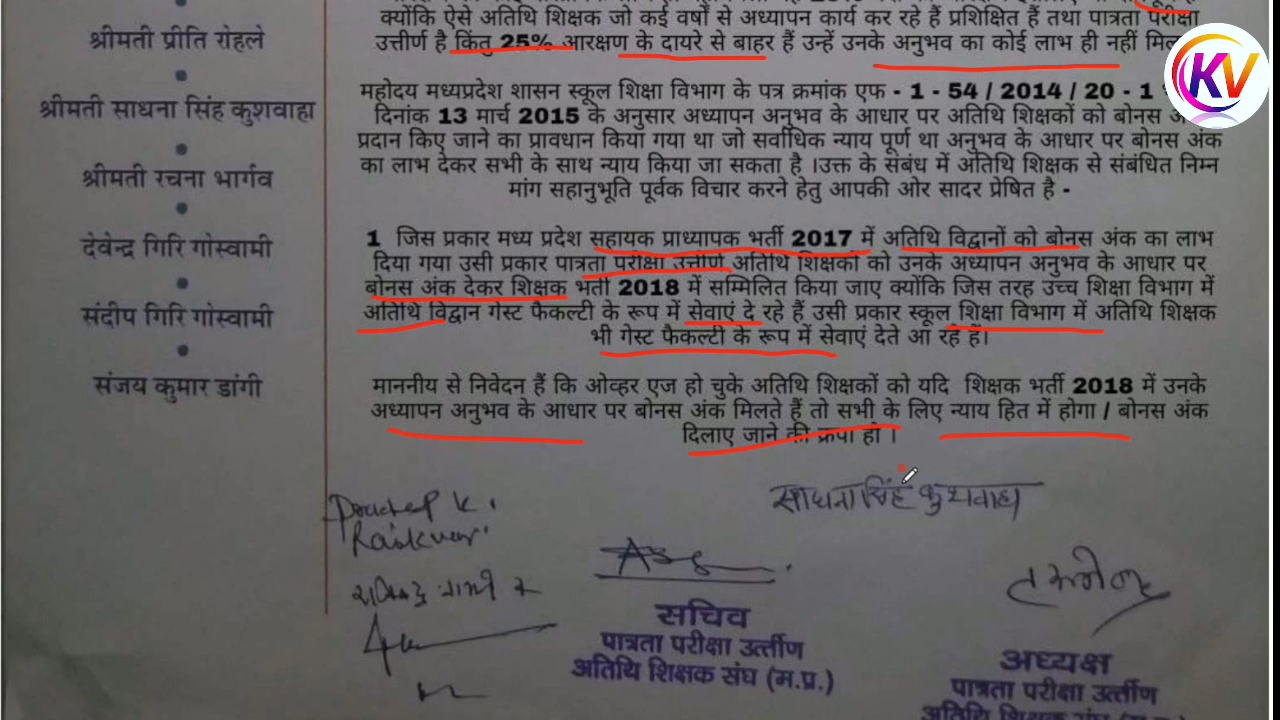 श्रीमती प्रीति रोहले
श्रीमती साधना सिंह कुशवाहा
श्रीमती रचना भार्गव
देवेन्द्र गिरि गोस्वामी
संदीप गिरि गोस्वामी
संजय कुमार डांगी
क्योंकि ऐसे अतिथि शिक्षक जो कई वर्षो से अध्यापन कार्य कर रहे हैं प्रशिक्षित हैं तथा पात्रता परीक्षा
उत्तीर्ण है किंतु 25% आरक्षण के दायरे से बाहर हैं उन्हें उनके अनुभव का कोई लाभ ही नहीं
महोदय मध्यप्रदेश शासन स्कूल शिक्षा विभाग के पत्र क्रमांक एफ - 1 - 54 / 2014 / 20 - 1
दिनांक 13 मार्च 2015 के अनुसार अध्यापन अनुभव के आधार पर अतिथि शिक्षकों को बोनस
प्रदान किए जाने का प्रावधान किया गया था जो सर्वाधिक न्याय पूर्ण था अनुभव के आधार पर बोनस अंक
का लाभ देकर सभी के साथ न्याय किया जा सकता है ।उक्त के संबंध में अतिथि शिक्षक से संबंधित निम्न
मांग सहानुभूति पूर्वक विचार करने हेतु आपकी ओर सादर प्रेषित है -
1 जिस प्रकार मध्य प्रदेश सहायक प्राध्यापक भर्ती 2017 में अतिथि विद्वानों को बोनस अंक का लाभ
दिया गया उसी प्रकार पात्रता परीक्षा उत्तीर्ण अतिथि शिक्षकों को उनके अध्यापन अनुभव के आधार पर
बोनस अंक देकर शिक्षक भर्ती 2018 में सम्मिलित किया जाए क्योंकि जिस तरह उच्च शिक्षा विभाग में
अतिथि विद्वान गेस्ट फैकल्टी के रूप में सेवाएं दे रहे हैं उसी प्रकार स्कूल शिक्षा विभाग में अतिथि शिक्षक
भी गेस्ट फैकल्टी के रूप में सेवाएं देते आ रहे हैं।
माननीय से निवेदन हैं कि ओव्हर एज हो चुके अतिथि शिक्षकों को यदि शिक्षक भर्ती 2018 में उनके
अध्यापन अनुभव के आधार पर बोनस अंक मिलते हैं तो सभी के लिए न्याय हित में होगा / बोनस अंक
दिलाए जाने की कृपा हो ।
साधना सिंह कुशवाह
सचिव
पात्रता परीक्षा उर्त्तीण
अतिथि शिक्षक संघ (म.प्र.)
अध्यक्ष
पात्रता परीक्षा उर्त्तीण
अतिथि शिक्षक संघ
KV